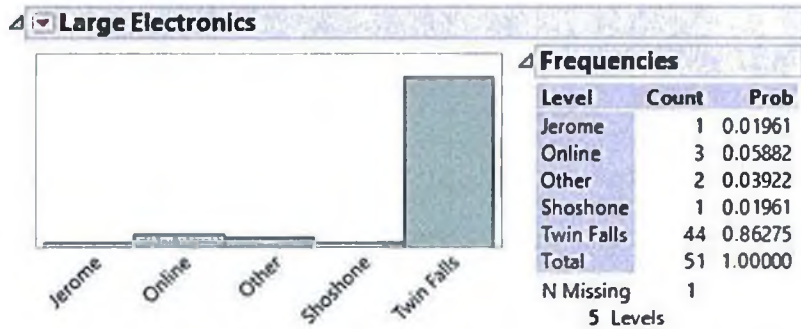 Large Electronics
Jerome
Online
Other
Shoshone
Twin Falls
Frequencies
Level Count Prob
Jerome 1 0.01961
Online 3 0.05882
Other 2 0.03922
Shoshone 1 0.01961
Twin Falls 44 0.86275
Total 51 1.00000
N Missing 1
5 Levels